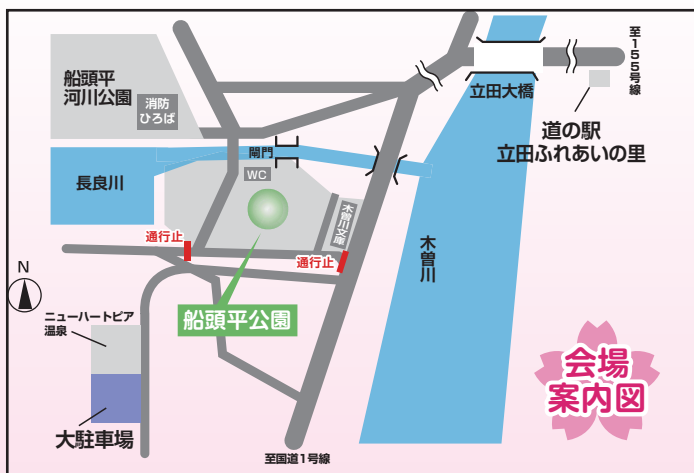 船頭平
河川公園
消防
ひろば
長良川
閘門
WC
木曽川文庫
通行止
通行止
船頭平公園
N
ニューハートピア
温泉
大駐車場
至国道1号線
立田大橋
至155号線
道の駅
立田ふれあいの里
木曽川
会場
案内図